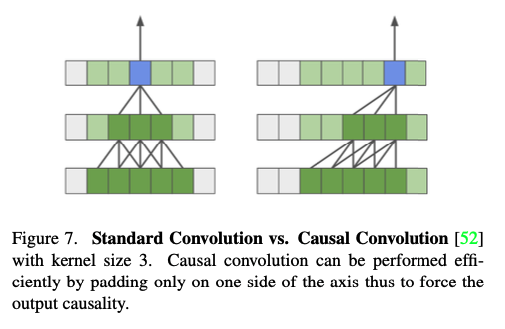 Figure 7. Standard Convolution vs. Causal Convolution [52]
with kernel size 3. Causal convolution can be performed effi-
ciently by padding only on one side of the axis thus to force the
output causality.